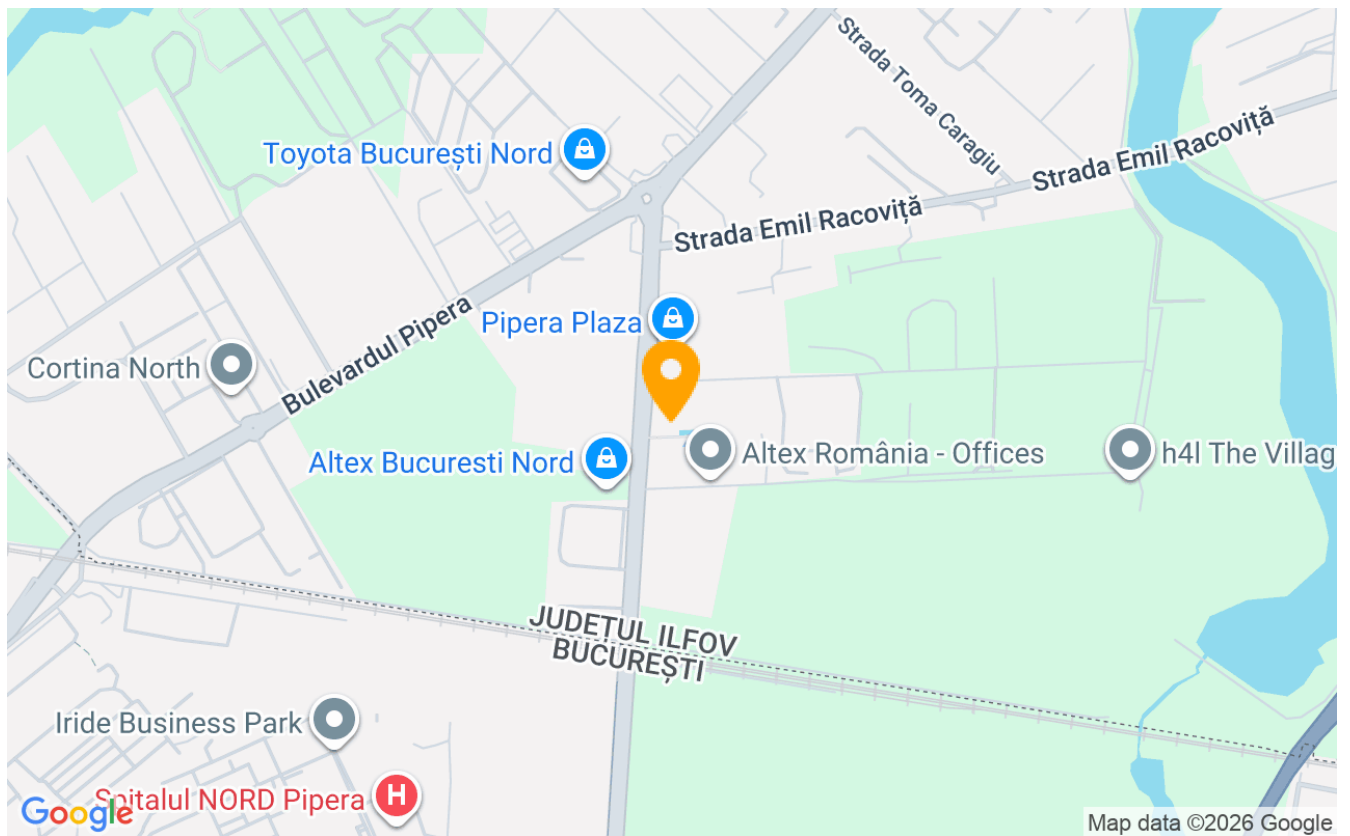 Strada Toma Caragiu
Toyota București Nord
Strada Emil Racoviță
Strada Emil Racoviță
Pipera Plaza
Bulevardul Pipera
Cortina North
Altex Bucuresti Nord
Altex România - Offices
h4l The Villag
JUDEȚUL ILFOV
BUCUREȘTI
Iride Business Park
Spitalul NORD Pipera
H
Google
Map data ©2026 Google